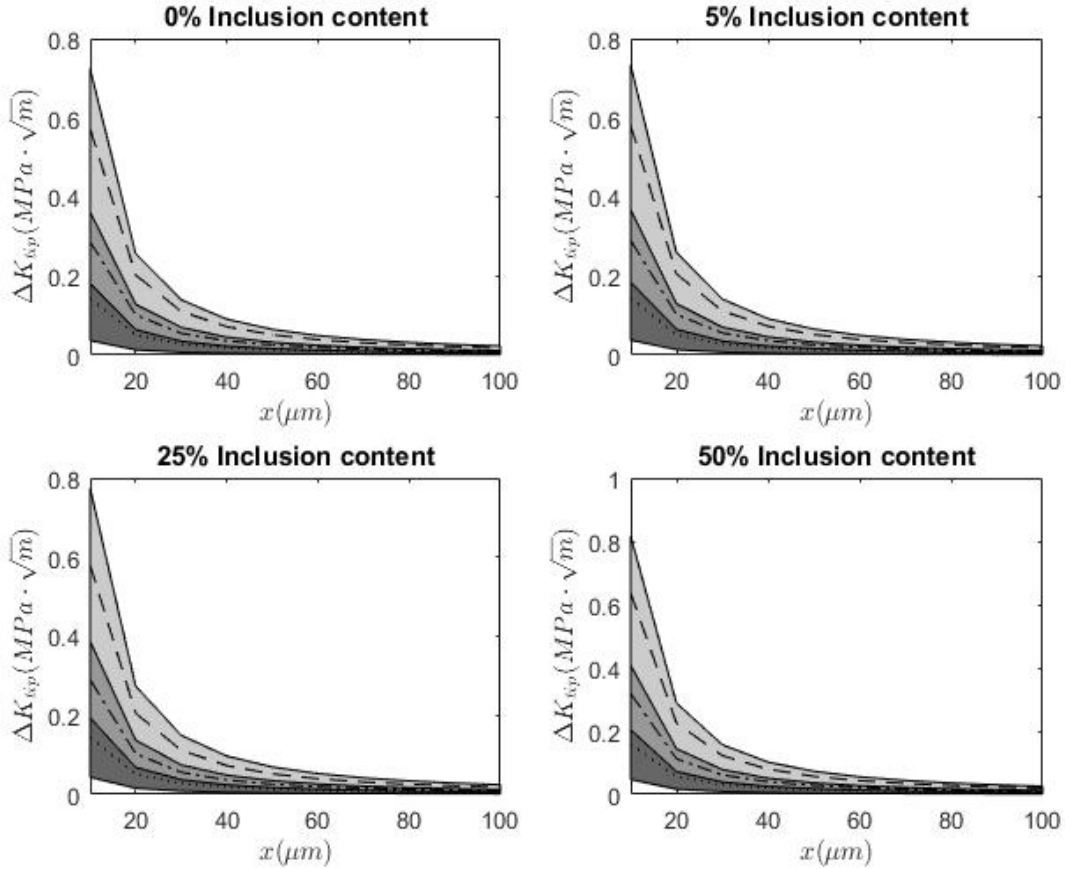 0% Inclusion content
0.8
0.6
0.4
0.2
0
ΔK_tip(MPa · √m)
20 40 60 80 100
x(μm)
5% Inclusion content
0.8
0.6
0.4
0.2
0
ΔK_tip(MPa · √m)
20 40 60 80 100
x(μm)
25% Inclusion content
0.8
0.6
0.4
0.2
0
ΔK_tip(MPa · √m)
20 40 60 80 100
x(μm)
50% Inclusion content
1
0.8
0.6
0.4
0.2
0
ΔK_tip(MPa · √m)
20 40 60 80 100
x(μm)